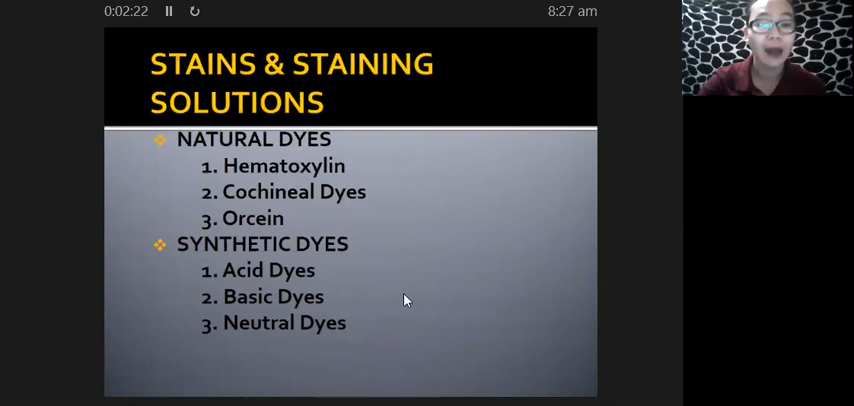 0:02:22
8:27 am
STAINS & STAINING
SOLUTIONS
NATURAL DYES
1. Hematoxylin
2. Cochineal Dyes
3. Orcein
SYNTHETIC DYES
1. Acid Dyes
2. Basic Dyes
3. Neutral Dyes